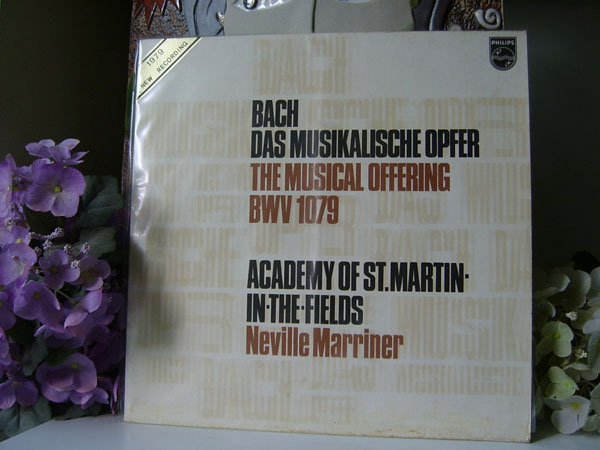 1979
NEW RECORDING
PHILIPS
BACH
BACH
DAS MUSIKALISCHE OPFER
THE MUSICAL OFFERING
BWV 1079
ACADEMY OF ST.MARTIN-
IN-THE-FIELDS
Neville Marriner